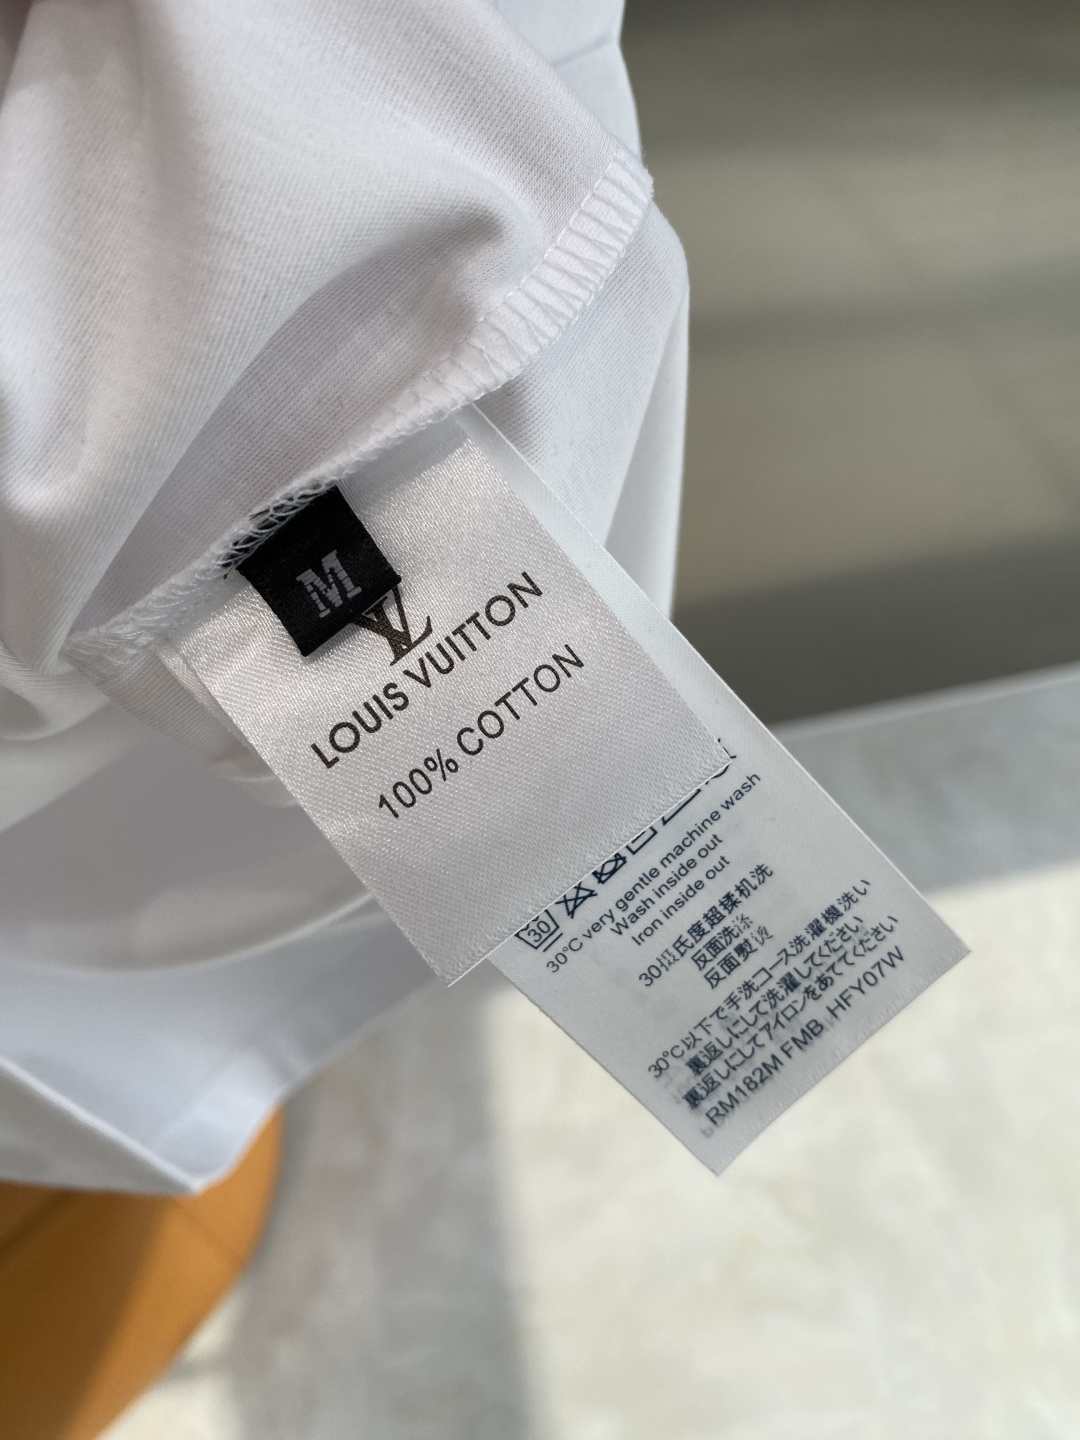 M
LV
LOUIS VUITTON
100% COTTON
30
30°C very gentle machine wash
Wash inside out
Iron inside out
30摄氏度超揉机洗
反面洗涤
反面熨烫
30°C以下で手洗コース洗濯機洗い
裏返しにして洗濯してください
裏返しにしてアイロンをあててください
RM182M FMB HFY07W